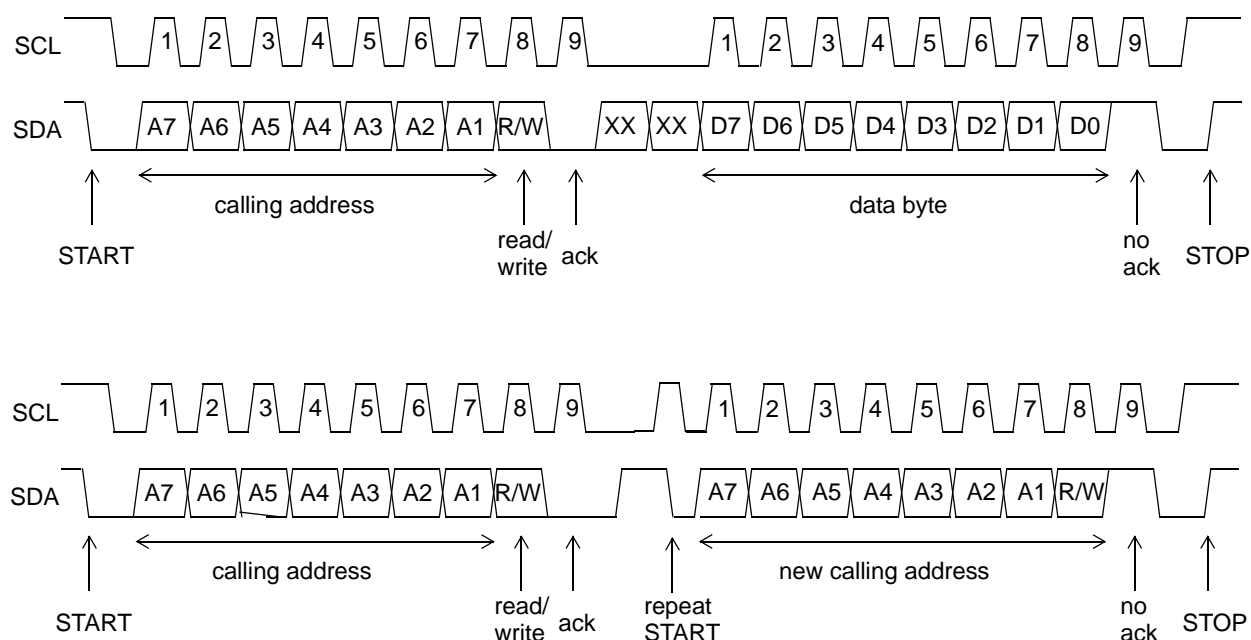 SCL 1 2 3 4 5 6 7 8 9 1 2 3 4 5 6 7 8 9
SDA A7 A6 A5 A4 A3 A2 A1 R/W XX XX D7 D6 D5 D4 D3 D2 D1 D0
calling address data byte
START read/ write ack no ack STOP
SCL 1 2 3 4 5 6 7 8 9 1 2 3 4 5 6 7 8 9
SDA A7 A6 A5 A4 A3 A2 A1 R/W A7 A6 A5 A4 A3 A2 A1 R/W
calling address new calling address
START read/ write ack repeat START no ack STOP